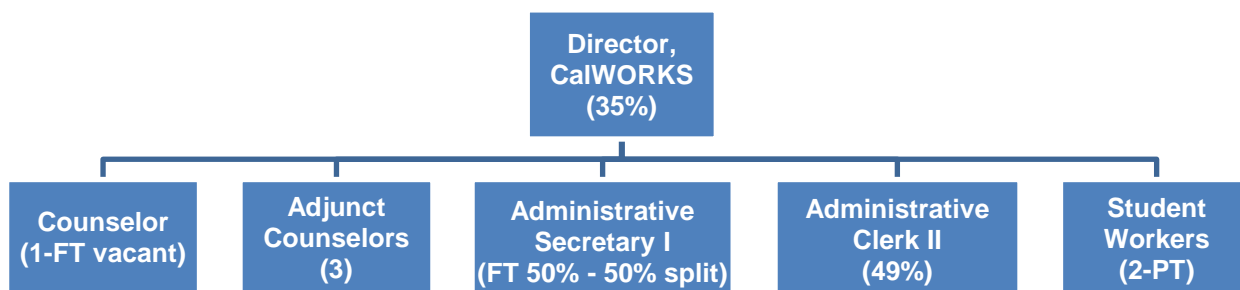 Director,
CalWORKS
(35%)
Counselor
(1-FT vacant)
Adjunct
Counselors
(3)
Administrative
Secretary I
(FT 50% - 50% split)
Administrative
Clerk II
(49%)
Student
Workers
(2-PT)